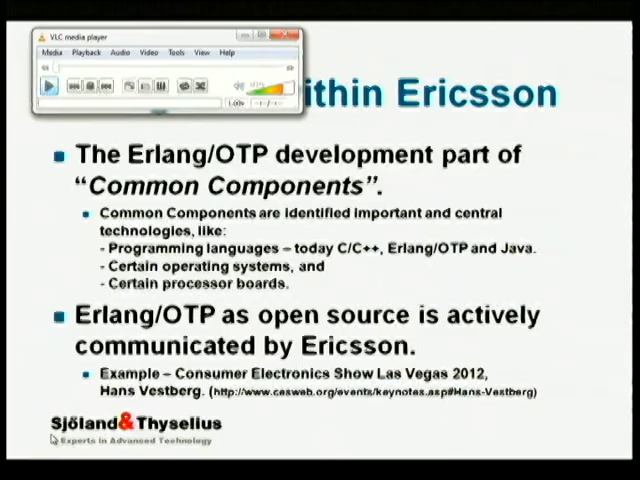 VLC media player
Media Playback Audio Video Tools View Help
ithin Ericsson
The Erlang/OTP development part of
“Common Components”.
Common Components are identified important and central
technologies, like:
- Programming languages – today C/C++, Erlang/OTP and Java.
- Certain operating systems, and
- Certain processor boards.
Erlang/OTP as open source is actively
communicated by Ericsson.
Example – Consumer Electronics Show Las Vegas 2012,
Hans Vestberg. (http://www.cesweb.org/events/keynotes.asp#Hans-Vestberg)
Sjöland&Thyselius
Experts in Advanced Technology